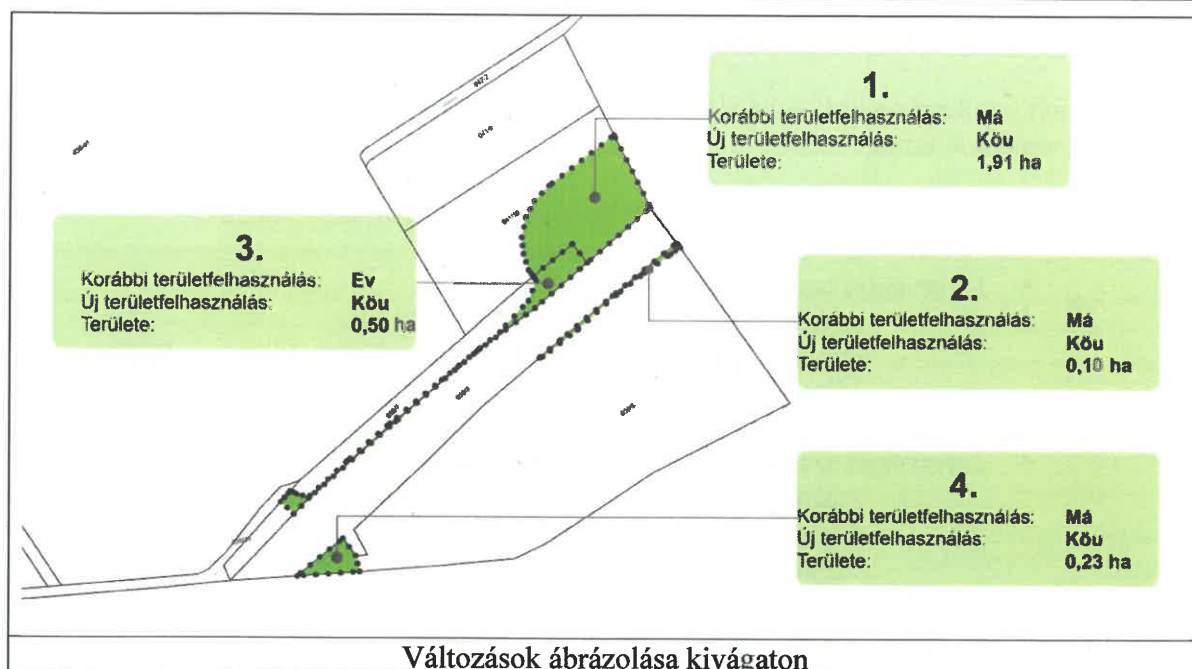 1.
Korábbi területfelhasználás: Má
Új területfelhasználás: Köu
Területe: 1,91 ha
3.
Korábbi területfelhasználás: Ev
Új területfelhasználás: Köu
Területe: 0,50 ha
2.
Korábbi területfelhasználás: Má
Új területfelhasználás: Köu
Területe: 0,10 ha
4.
Korábbi területfelhasználás: Má
Új területfelhasználás: Köu
Területe: 0,23 ha
Változások ábrázolása kivágaton